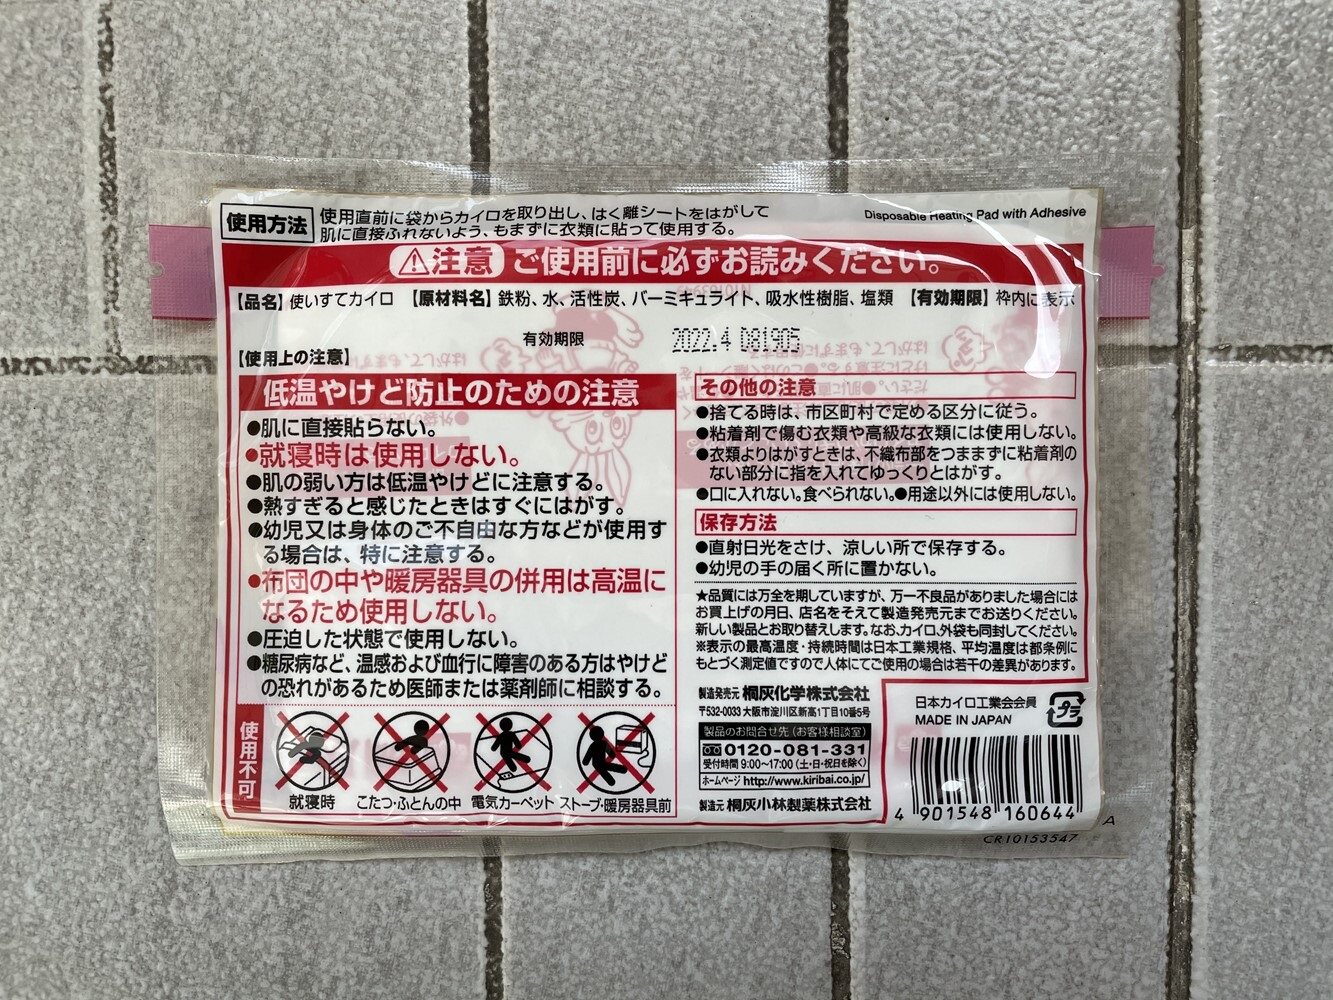 使用方法
使用直前に袋からカイロを取り出し、はく離シートをはがして
肌に直接ふれないよう、もまずに衣類に貼って使用する。
Disposable Heating Pad with Adhesive
⚠注意 ご使用前に必ずお読みください。
【品名】使いすてカイロ 【原材料名】鉄粉、水、活性炭、バーミキュライト、吸水性樹脂、塩類 【有効期限】枠内に表示
有効期限 2022.4 081905
【使用上の注意】
低温やけど防止のための注意
●肌に直接貼らない。
●就寝時は使用しない。
●肌の弱い方は低温やけどに注意する。
●熱すぎると感じたときはすぐにはがす。
●幼児又は身体のご不自由な方などが使用す
る場合は、特に注意する。
●布団の中や暖房器具の併用は高温に
なるため使用しない。
●圧迫した状態で使用しない。
●糖尿病など、温感および血行に障害のある方はやけど
の恐れがあるため医師または薬剤師に相談する。
使用不可
就寝時
こたつ・ふとんの中
電気カーペット
ストーブ・暖房器具前
その他の注意
●捨てる時は、市区町村で定める区分に従う。
●粘着剤で傷む衣類や高級な衣類には使用しない。
●衣類よりはがすときは、不織布部をつままずに粘着剤の
ない部分に指を入れてゆっくりとはがす。
●口に入れない。食べられない。●用途以外には使用しない。
保存方法
●直射日光をさけ、涼しい所で保存する。
●幼児の手の届く所に置かない。
★品質には万全を期していますが、万一不良品がありました場合には
お買上げの月日、店名をそえて製造発売元までお送りください。
新しい製品とお取り替えします。なお、カイロ、外袋も同封してください。
※表示の最高温度・持続時間は日本工業規格、平均温度は都条例に
もとづく測定値ですので人体にてご使用の場合は若干の差異があります。
製造発売元 桐灰化学株式会社
〒532-0033 大阪市淀川区新高1丁目10番5号
製品のお問合せ先(お客様相談室)
0120-081-331
受付時間 9:00〜17:00(土・日・祝日を除く)
ホームページ http://www.kiribai.co.jp/
製造元 桐灰小林製薬株式会社
日本カイロ工業会会員
MADE IN JAPAN
プラ
4 901548 160644
A
CR10153547